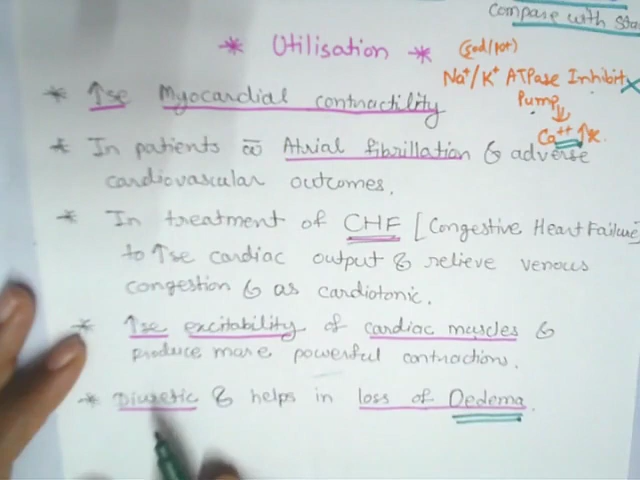 Compare with Sta
* Utilisation *
(sod/pot)
Na⁺/K⁺ ATPase Inhibit
Pump
Ca⁺⁺ ↑
* ↑se Myocardial contractility
* In patients c̄ Atrial fibrillation & adverse
cardiovascular outcomes.
* In treatment of CHF [Congestive Heart Failure]
to ↑se cardiac output & relieve venous
congestion & as cardiotonic.
* ↑se excitability of cardiac muscles &
produce more powerful contractions.
* Diuretic & helps in loss of Oedema.